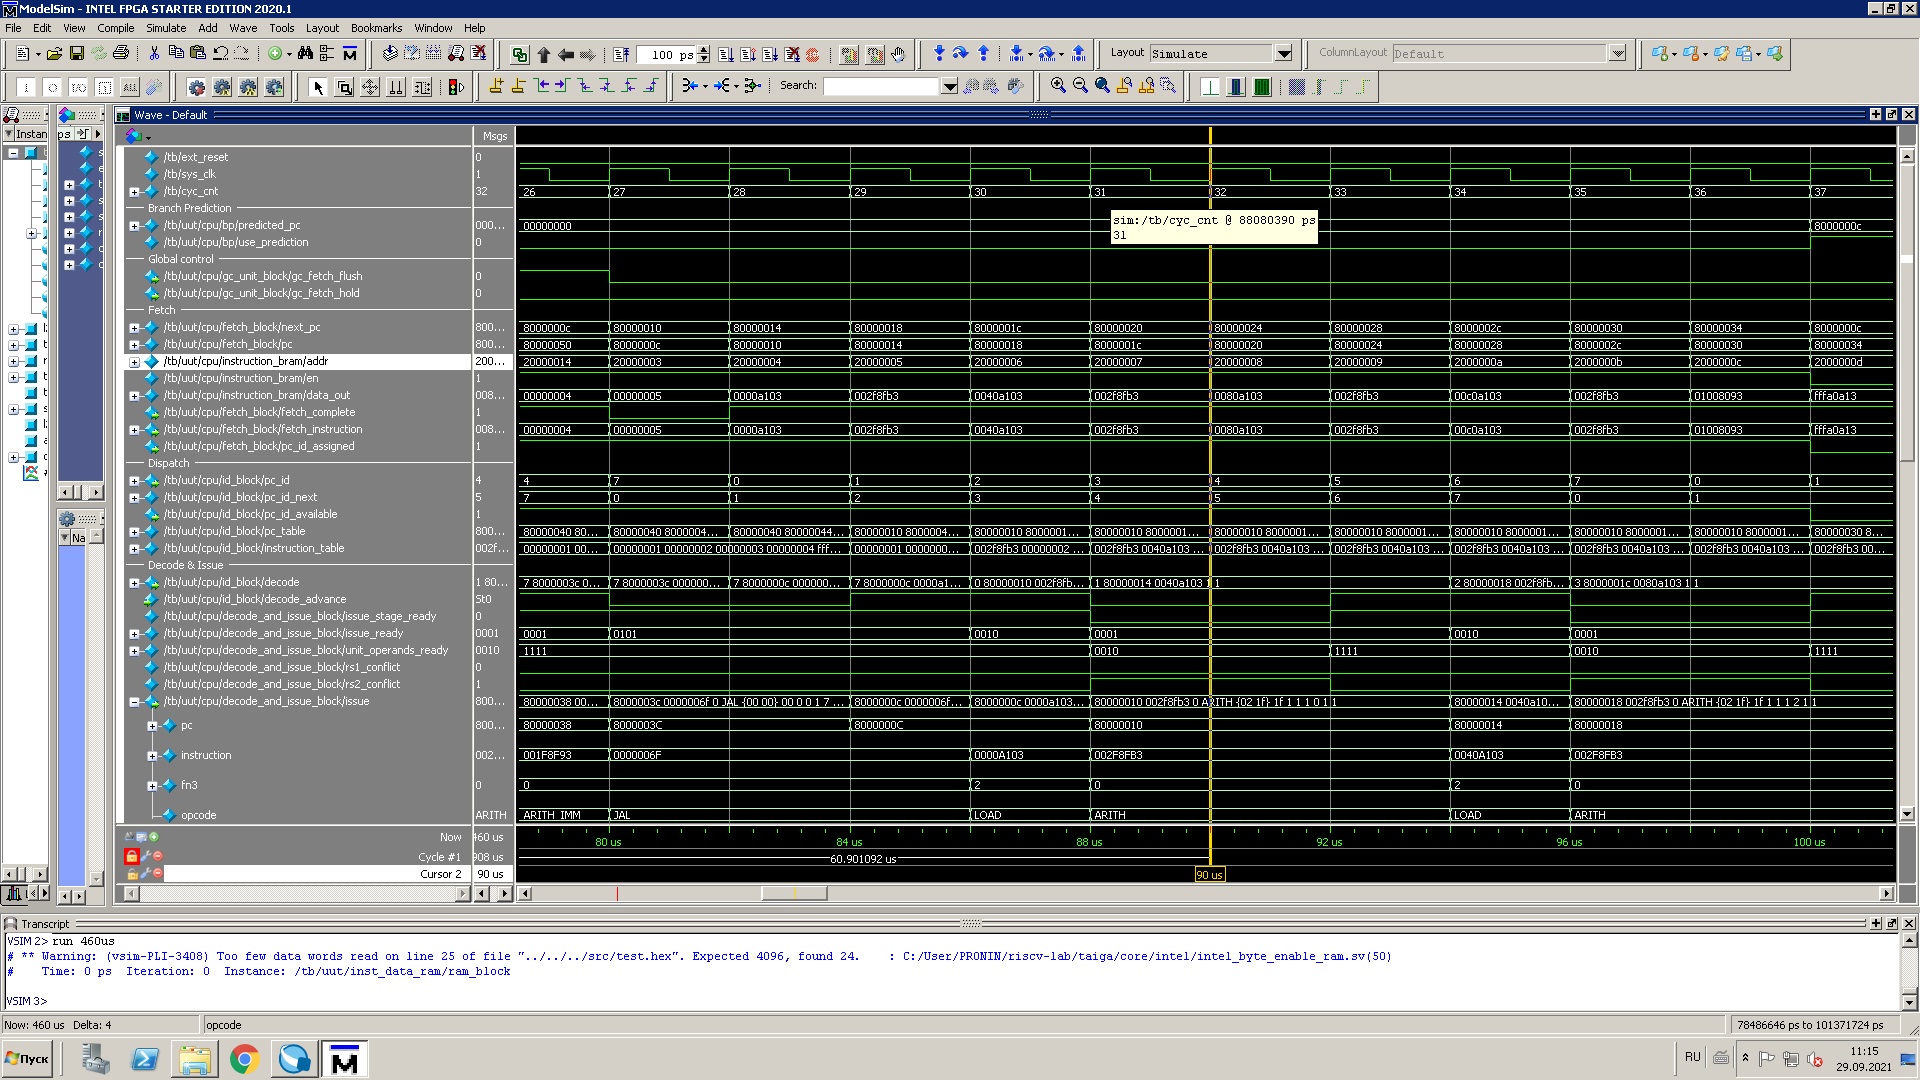 ModelSim - INTEL FPGA STARTER EDITION 2020.1
File Edit View Compile Simulate Add Wave Tools Layout Bookmarks Window Help
100 ps Layout Simulate ColumnLayout Default
ALL Search:
Wave - Default
Instan ps
Msgs
/tb/ext_reset 0
/tb/sys_clk 1
/tb/cyc_cnt 32 26 27 28 29 30 31 32 33 34 35 36 37
Branch Prediction
sim:/tb/cyc_cnt @ 88080390 ps
31
/tb/uut/cpu/bp/predicted_pc 000... 00000000 8000000c
/tb/uut/cpu/bp/use_prediction 0
Global control
/tb/uut/cpu/gc_unit_block/gc_fetch_flush 0
/tb/uut/cpu/gc_unit_block/gc_fetch_hold 0
Fetch
/tb/uut/cpu/fetch_block/next_pc 800... 8000000c 80000010 80000014 80000018 8000001c 80000020 80000024 80000028 8000002c 80000030 80000034 8000000c
/tb/uut/cpu/fetch_block/pc 800... 80000050 8000000c 80000010 80000014 80000018 8000001c 80000020 80000024 80000028 8000002c 80000030 80000034
/tb/uut/cpu/instruction_bram/addr 200... 20000014 20000003 20000004 20000005 20000006 20000007 20000008 20000009 2000000a 2000000b 2000000c 2000000d
/tb/uut/cpu/instruction_bram/en 1
/tb/uut/cpu/instruction_bram/data_out 008... 00000004 00000005 0000a103 002f8fb3 0040a103 002f8fb3 0080a103 002f8fb3 00c0a103 002f8fb3 01008093 fffa0a13
/tb/uut/cpu/fetch_block/fetch_complete 1
/tb/uut/cpu/fetch_block/fetch_instruction 008... 00000004 00000005 0000a103 002f8fb3 0040a103 002f8fb3 0080a103 002f8fb3 00c0a103 002f8fb3 01008093 fffa0a13
/tb/uut/cpu/fetch_block/pc_id_assigned 1
Dispatch
/tb/uut/cpu/id_block/pc_id 4 4 7 0 1 2 3 4 5 6 7 0 1
/tb/uut/cpu/id_block/pc_id_next 5 7 0 1 2 3 4 5 6 7 0 1
/tb/uut/cpu/id_block/pc_id_available 1
/tb/uut/cpu/id_block/pc_table 800... 80000040 80... 80000040 8000004... 80000040 80000044... 80000010 8000004... 80000010 8000001... 80000010 8000001... 80000010 8000001... 80000010 8000001... 80000010 8000001... 80000010 8000001... 80000010 8000001... 80000030 8...
/tb/uut/cpu/id_block/instruction_table 002f... 00000001 00... 00000001 00000002 00000003 00000004 fff... 00000001 0000000... 002f8fb3 00000002 ... 002f8fb3 0040a103 ... 002f8fb3 0040a103 ... 002f8fb3 0040a103 ... 002f8fb3 0040a103 ... 002f8fb3 0040a103 ... 002f8fb3 0040a103 ... 002f8fb3 00...
Decode & Issue
/tb/uut/cpu/id_block/decode 1 80... 7 8000003c 0... 7 8000003c 000000... 7 8000000c 000000... 7 8000000c 0000a1... 0 80000010 002f8fb... 1 80000014 0040a103 1 1 2 80000018 002f8fb... 3 8000001c 0080a103 1 1
/tb/uut/cpu/id_block/decode_advance St0
/tb/uut/cpu/decode_and_issue_block/issue_stage_ready 0
/tb/uut/cpu/decode_and_issue_block/issue_ready 0001 0001 0101 0010 0001 0010 0001
/tb/uut/cpu/decode_and_issue_block/unit_operands_ready 0010 1111 0010 1111 0010 1111
/tb/uut/cpu/decode_and_issue_block/rs1_conflict 0
/tb/uut/cpu/decode_and_issue_block/rs2_conflict 1
/tb/uut/cpu/decode_and_issue_block/issue 800... 80000038 00... 8000003c 0000006f 0 JAL {00 00} 00 0 0 1 7 ... 8000000c 0000006f... 8000000c 0000a103... 80000010 002f8fb3 0 ARITH {02 1f} 1f 1 1 1 0 1 1 80000014 0040a10... 80000018 002f8fb3 0 ARITH {02 1f} 1f 1 1 1 2 1 1
pc 800... 80000038 8000003C 8000000C 80000010 80000014 80000018
instruction 002... 001F8F93 0000006F 0000A103 002F8FB3 0040A103 002F8FB3
fn3 0 0 2 0 2 0
opcode ARITH ARITH_IMM JAL LOAD ARITH LOAD ARITH
Now 460 us 80 us 84 us 88 us 92 us 96 us 100 us
Cycle #1 908 us 60.901092 us
Cursor 2 90 us 90 us
Na
Transcript
VSIM 2> run 460us
# ** Warning: (vsim-PLI-3408) Too few data words read on line 25 of file "../../../src/test.hex". Expected 4096, found 24. : C:/User/PRONIN/riscv-lab/taiga/core/intel/intel_byte_enable_ram.sv(50)
# Time: 0 ps Iteration: 0 Instance: /tb/uut/inst_data_ram/ram_block
VSIM 3>
Now: 460 us Delta: 4 opcode 78486646 ps to 101371724 ps
Пуск RU 11:15
29.09.2021